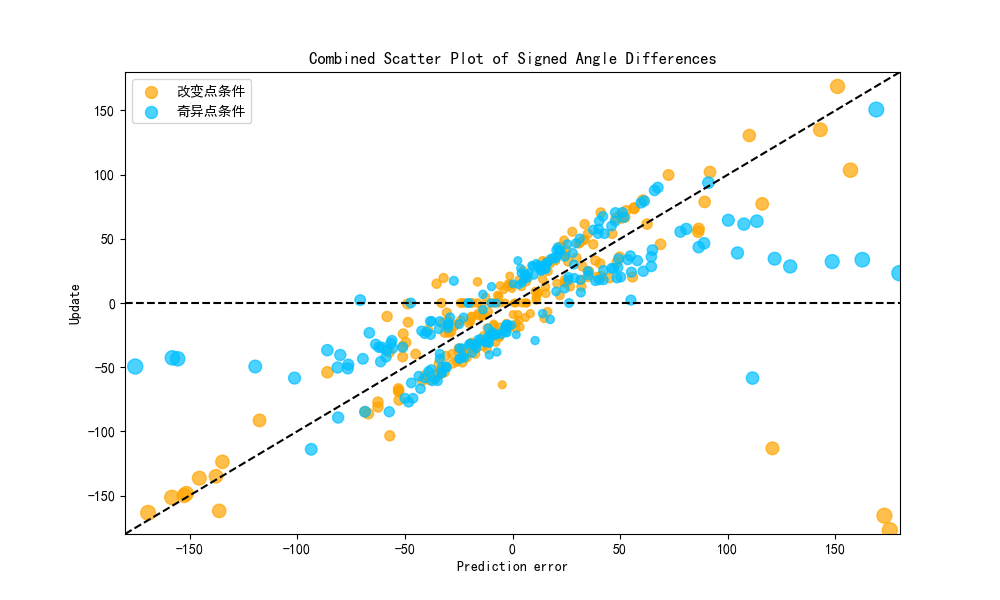 Combined Scatter Plot of Signed Angle Differences
改变点条件
奇异点条件
Update
150
100
50
0
−50
−100
−150
−150
−100
−50
0
50
100
150
Prediction error